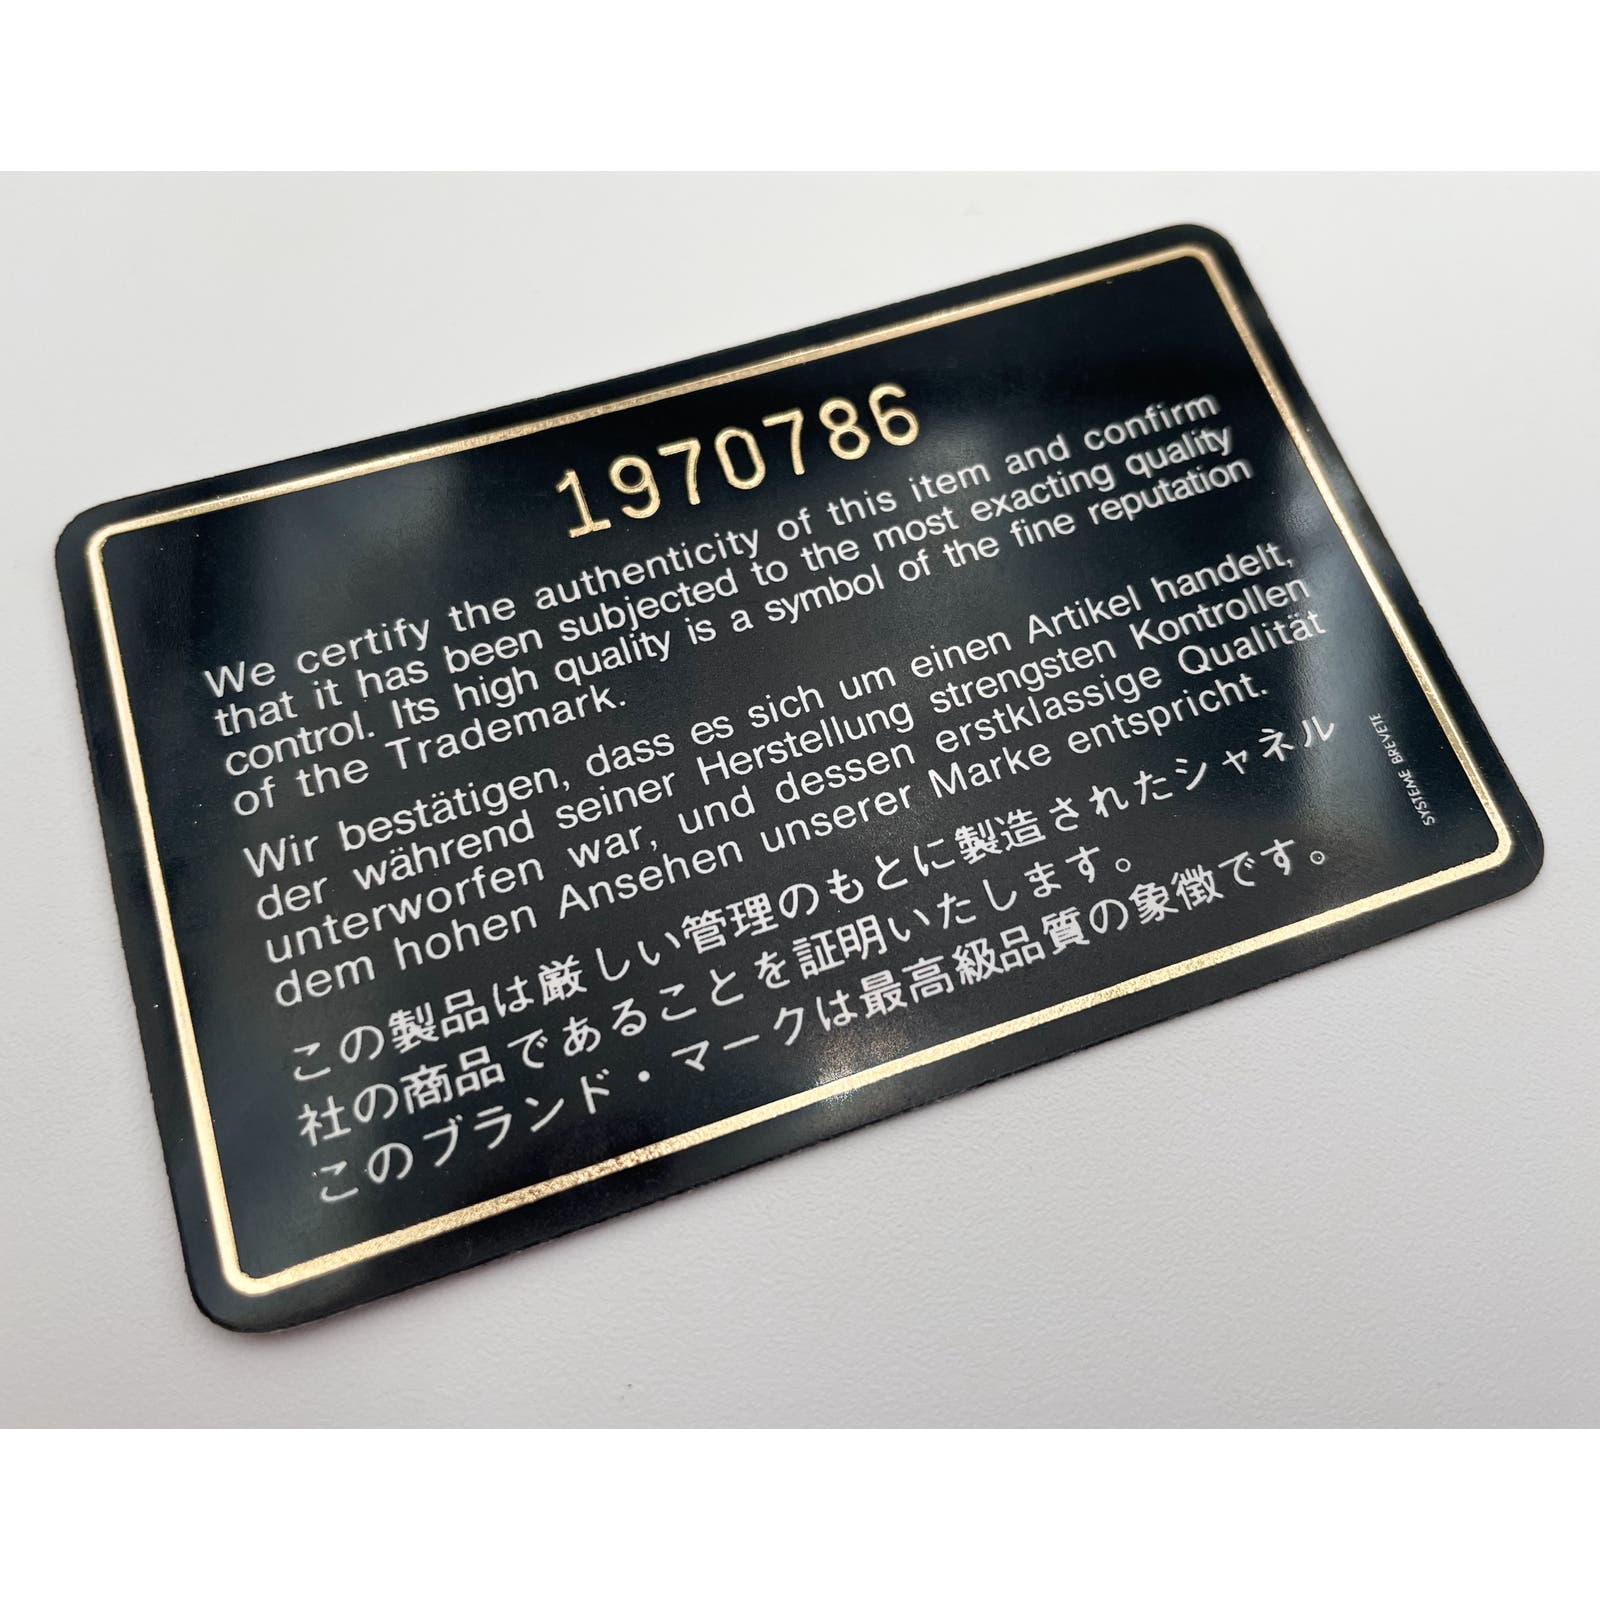 1970786
We certify the authenticity of this item and confirm
that it has been subjected to the most exacting quality
control. Its high quality is a symbol of the fine reputation
of the Trademark.
Wir bestätigen, dass es sich um einen Artikel handelt,
der während seiner Herstellung strengsten Kontrollen
unterworfen war, und dessen erstklassige Qualität
dem hohen Ansehen unserer Marke entspricht.
この製品は厳しい管理のもとに製造されたシャネル
社の商品であることを証明いたします。
このブランド・マークは最高級品質の象徴です。
SYSTEME BREVETE